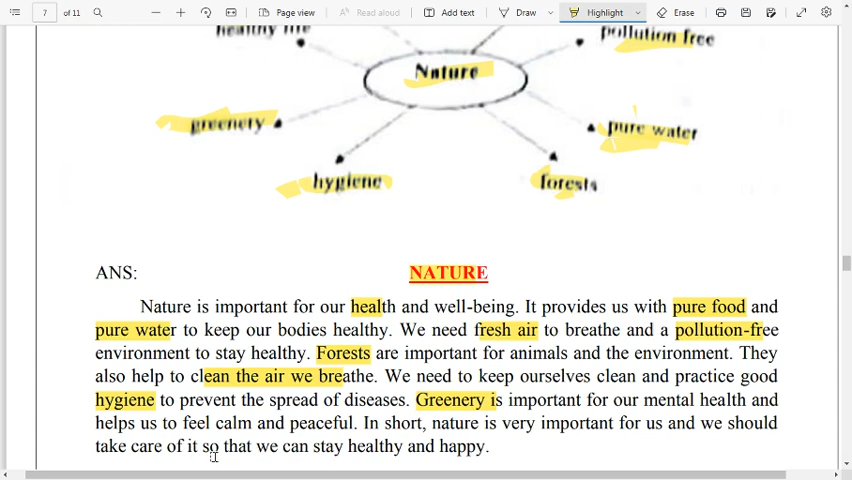 7 of 11 Page view Read aloud Add text Draw Highlight Erase
healthy life
pollution free
Nature
greenery
pure water
hygiene
forests
ANS: NATURE
Nature is important for our health and well-being. It provides us with pure food and
pure water to keep our bodies healthy. We need fresh air to breathe and a pollution-free
environment to stay healthy. Forests are important for animals and the environment. They
also help to clean the air we breathe. We need to keep ourselves clean and practice good
hygiene to prevent the spread of diseases. Greenery is important for our mental health and
helps us to feel calm and peaceful. In short, nature is very important for us and we should
take care of it so that we can stay healthy and happy.